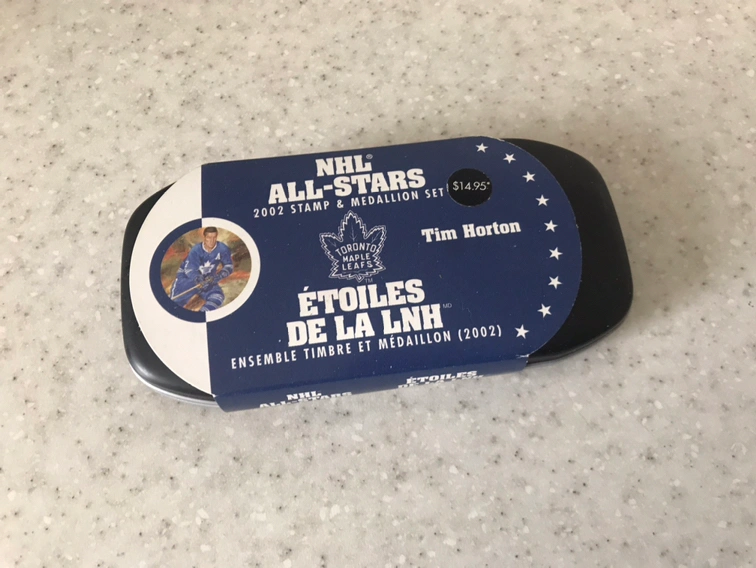 NHL®
ALL-STARS
2002 STAMP & MEDALLION SET
$14.95*
Tim Horton
TORONTO
MAPLE
LEAFS
TM
ÉTOILES
DE LA LNH MD
ENSEMBLE TIMBRE ET MÉDAILLON (2002)
NHL
ALL-STARS
ÉTOILES